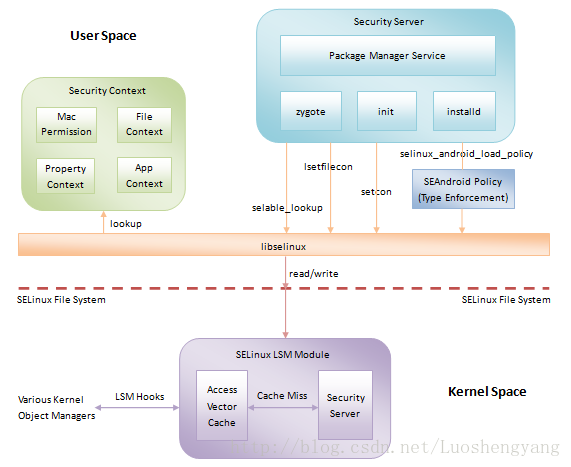 User Space
Security Server
Package Manager Service
zygote
init
installd
Security Context
Mac
Permission
File
Context
Property
Context
App
Context
selinux_android_load_policy
lsetfilecon
SEAndroid Policy
(Type Enforcement)
setcon
selable_lookup
lookup
libselinux
read/write
SELinux File System
SELinux File System
SELinux LSM Module
Access
Vector
Cache
Cache Miss
Security
Server
LSM Hooks
Various Kernel
Object Managers
Kernel Space
http://blog.csdn.net/Luoshengyang